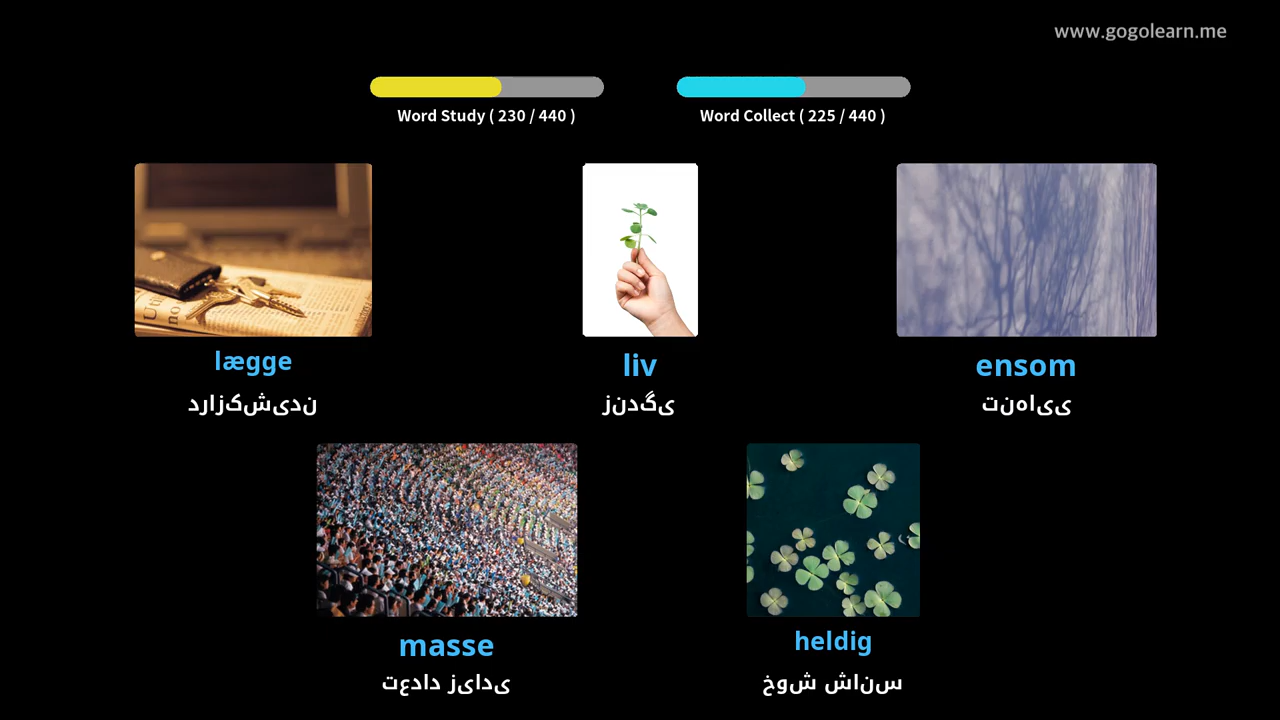 www.gogolearn.me
Word Study ( 230 / 440 )
Word Collect ( 225 / 440 )
lægge
درازکشیدن
liv
زندگی
ensom
تنهایی
masse
تعداد زیادی
heldig
خوش شانس